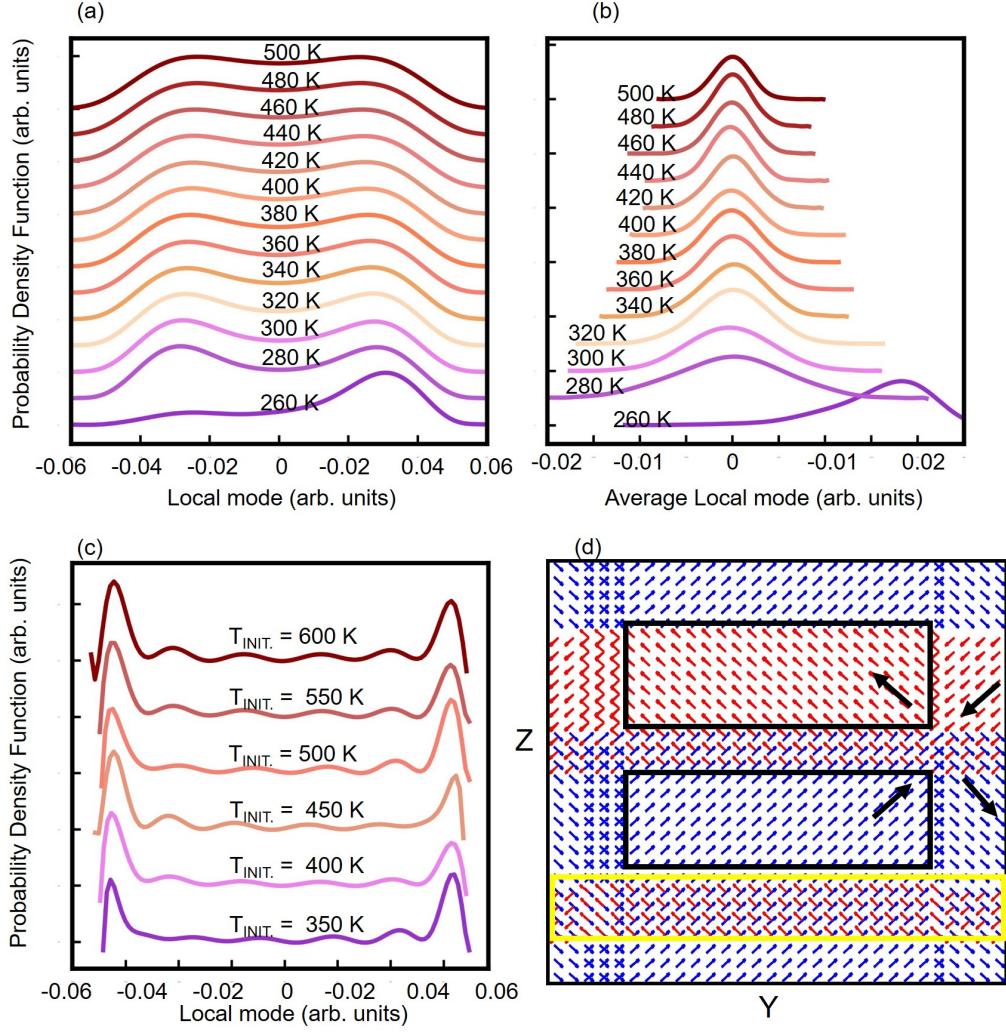 (a)
(b)
Probability Density Function (arb. units)
500 K
480 K
460 K
440 K
420 K
400 K
380 K
360 K
340 K
320 K
300 K
280 K
260 K
-0.06 -0.04 -0.02 0 -0.02 0.04 0.06
Local mode (arb. units)
500 K
480 K
460 K
440 K
420 K
400 K
380 K
360 K
340 K
320 K
300 K
280 K
260 K
-0.02 -0.01 0 -0.01 0.02
Average Local mode (arb. units)
(c)
(d)
Probability Density Function (arb. units)
TINIT. = 600 K
TINIT. = 550 K
TINIT. = 500 K
TINIT. = 450 K
TINIT. = 400 K
TINIT. = 350 K
-0.06 -0.04 -0.02 0 -0.02 0.04 0.06
Local mode (arb. units)
Z
Y